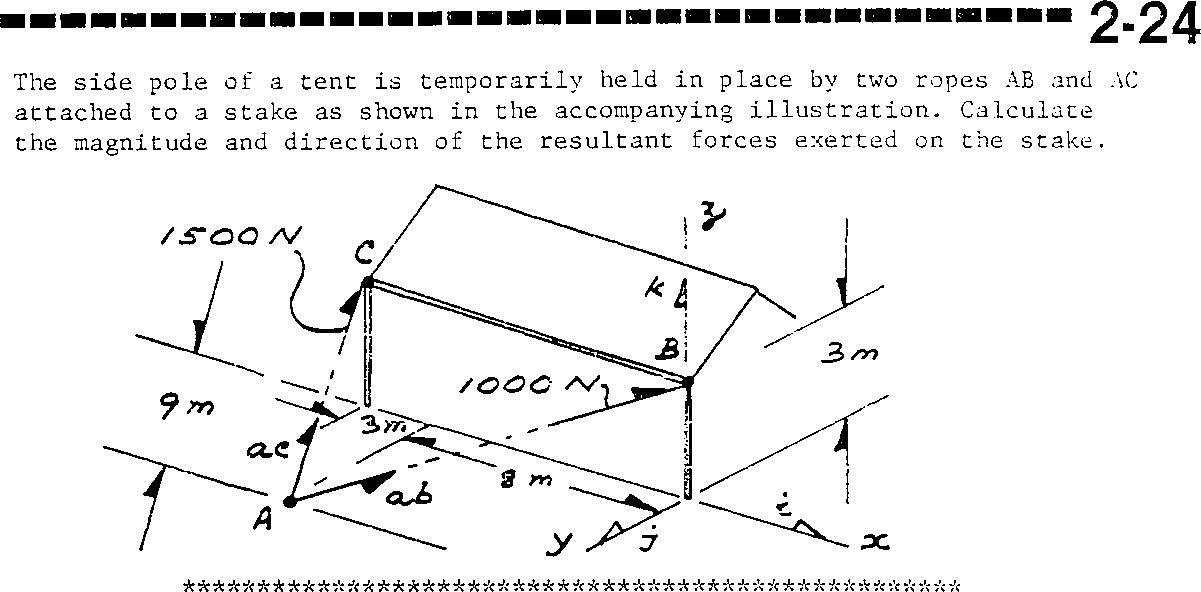 2-24
The side pole of a tent is temporarily held in place by two ropes AB and AC
attached to a stake as shown in the accompanying illustration. Calculate
the magnitude and direction of the resultant forces exerted on the stake.
1500 N
C
z
k
B
3m
1000 N
9m
3m
ac
8 m
ab
A
i
y
j
x
******************************************************